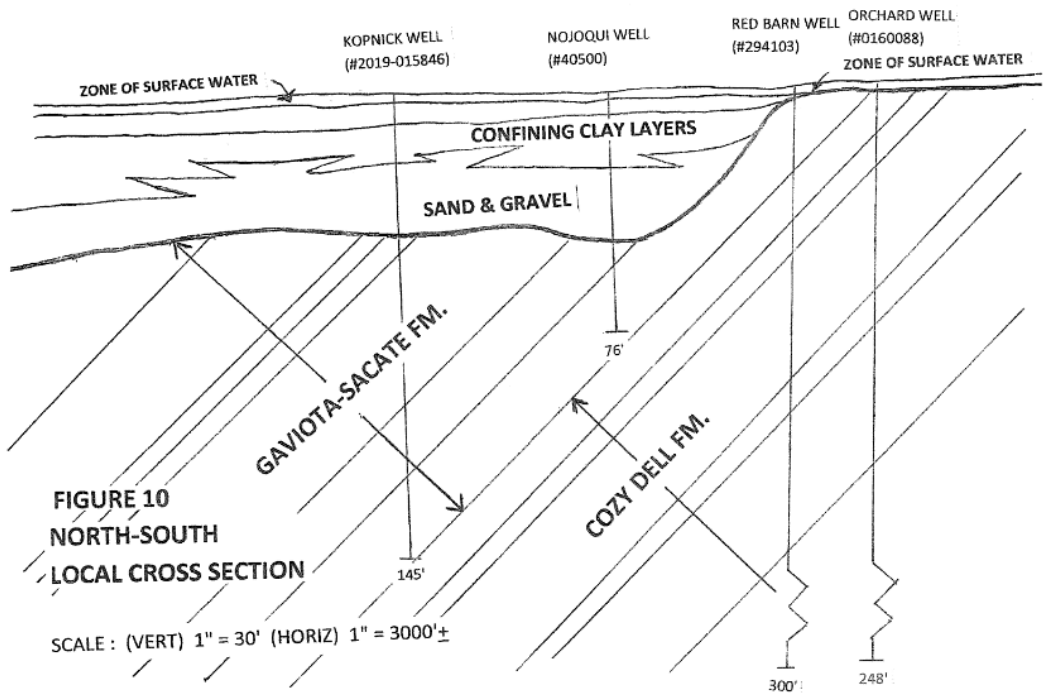 KOPNICK WELL
(#2019-015846)
NOJOQUI WELL
(#40500)
RED BARN WELL
(#294103)
ORCHARD WELL
(#0160088)
ZONE OF SURFACE WATER
ZONE OF SURFACE WATER
CONFINING CLAY LAYERS
SAND & GRAVEL
GAVIOTA-SACATE FM.
COZY DELL FM.
76'
145'
300'
248'
FIGURE 10
NORTH-SOUTH
LOCAL CROSS SECTION
SCALE : (VERT) 1" = 30' (HORIZ) 1" = 3000'±